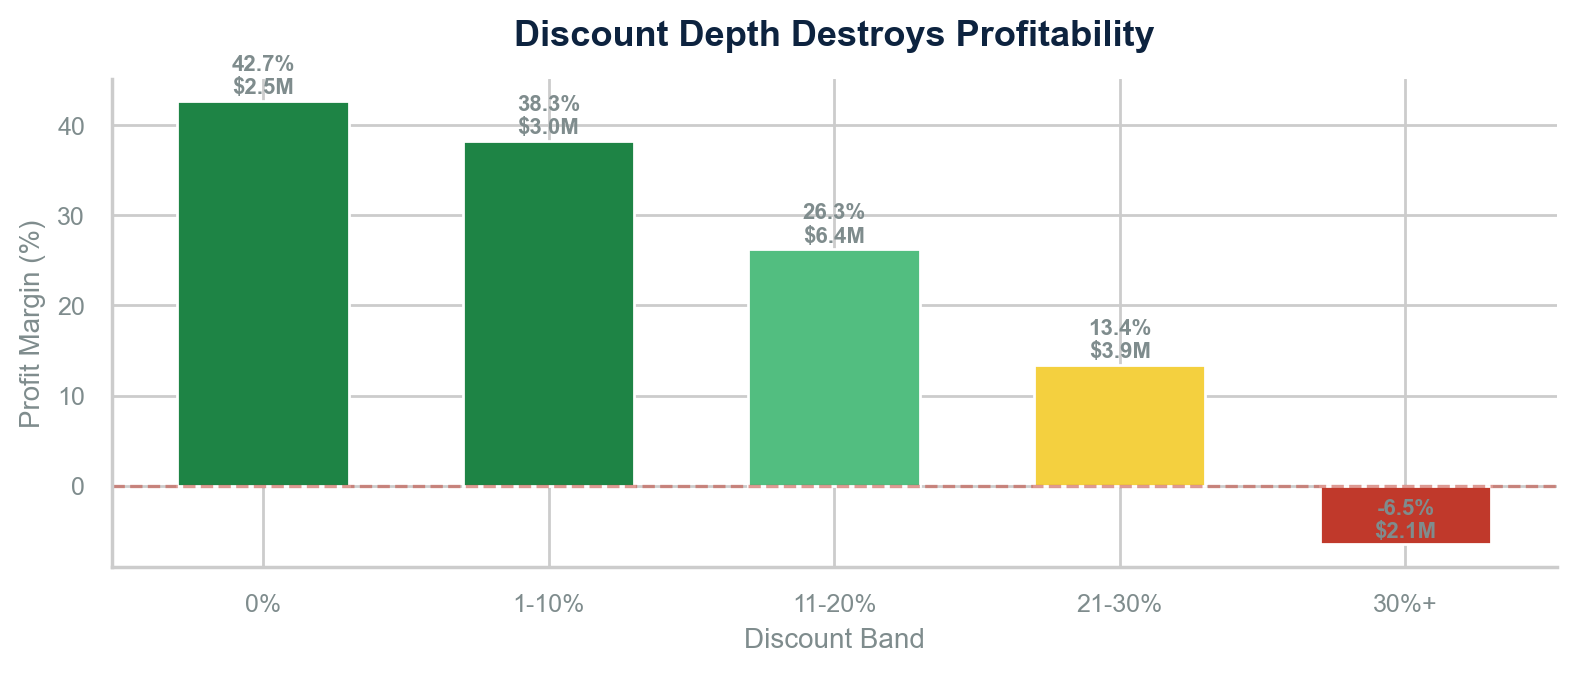 Discount Depth Destroys Profitability
42.7%
$2.5M
38.3%
$3.0M
26.3%
$6.4M
13.4%
$3.9M
-6.5%
$2.1M
Profit Margin (%)
40
30
20
10
0
0%
1-10%
11-20%
21-30%
30%+
Discount Band